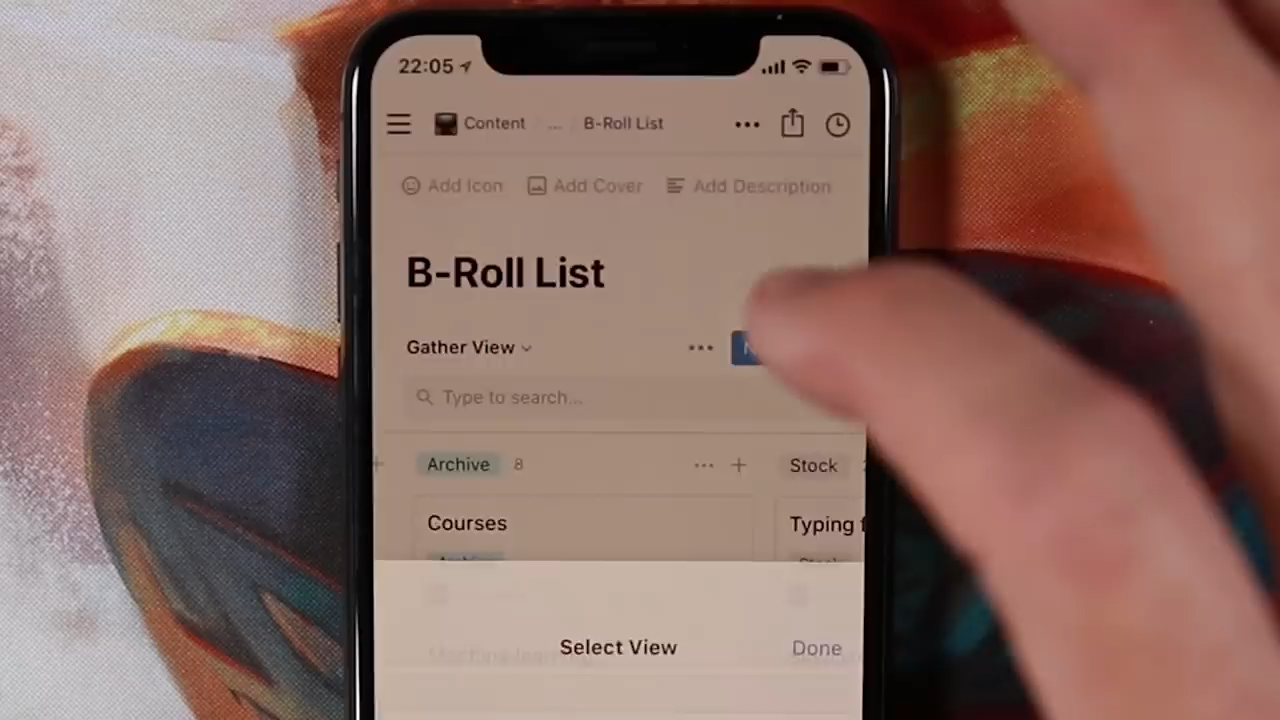 22:05
Content ... B-Roll List
Add Icon Add Cover Add Description
B-Roll List
Gather View
Type to search...
Archive 8
Stock
Courses
Typing
Select View
Done